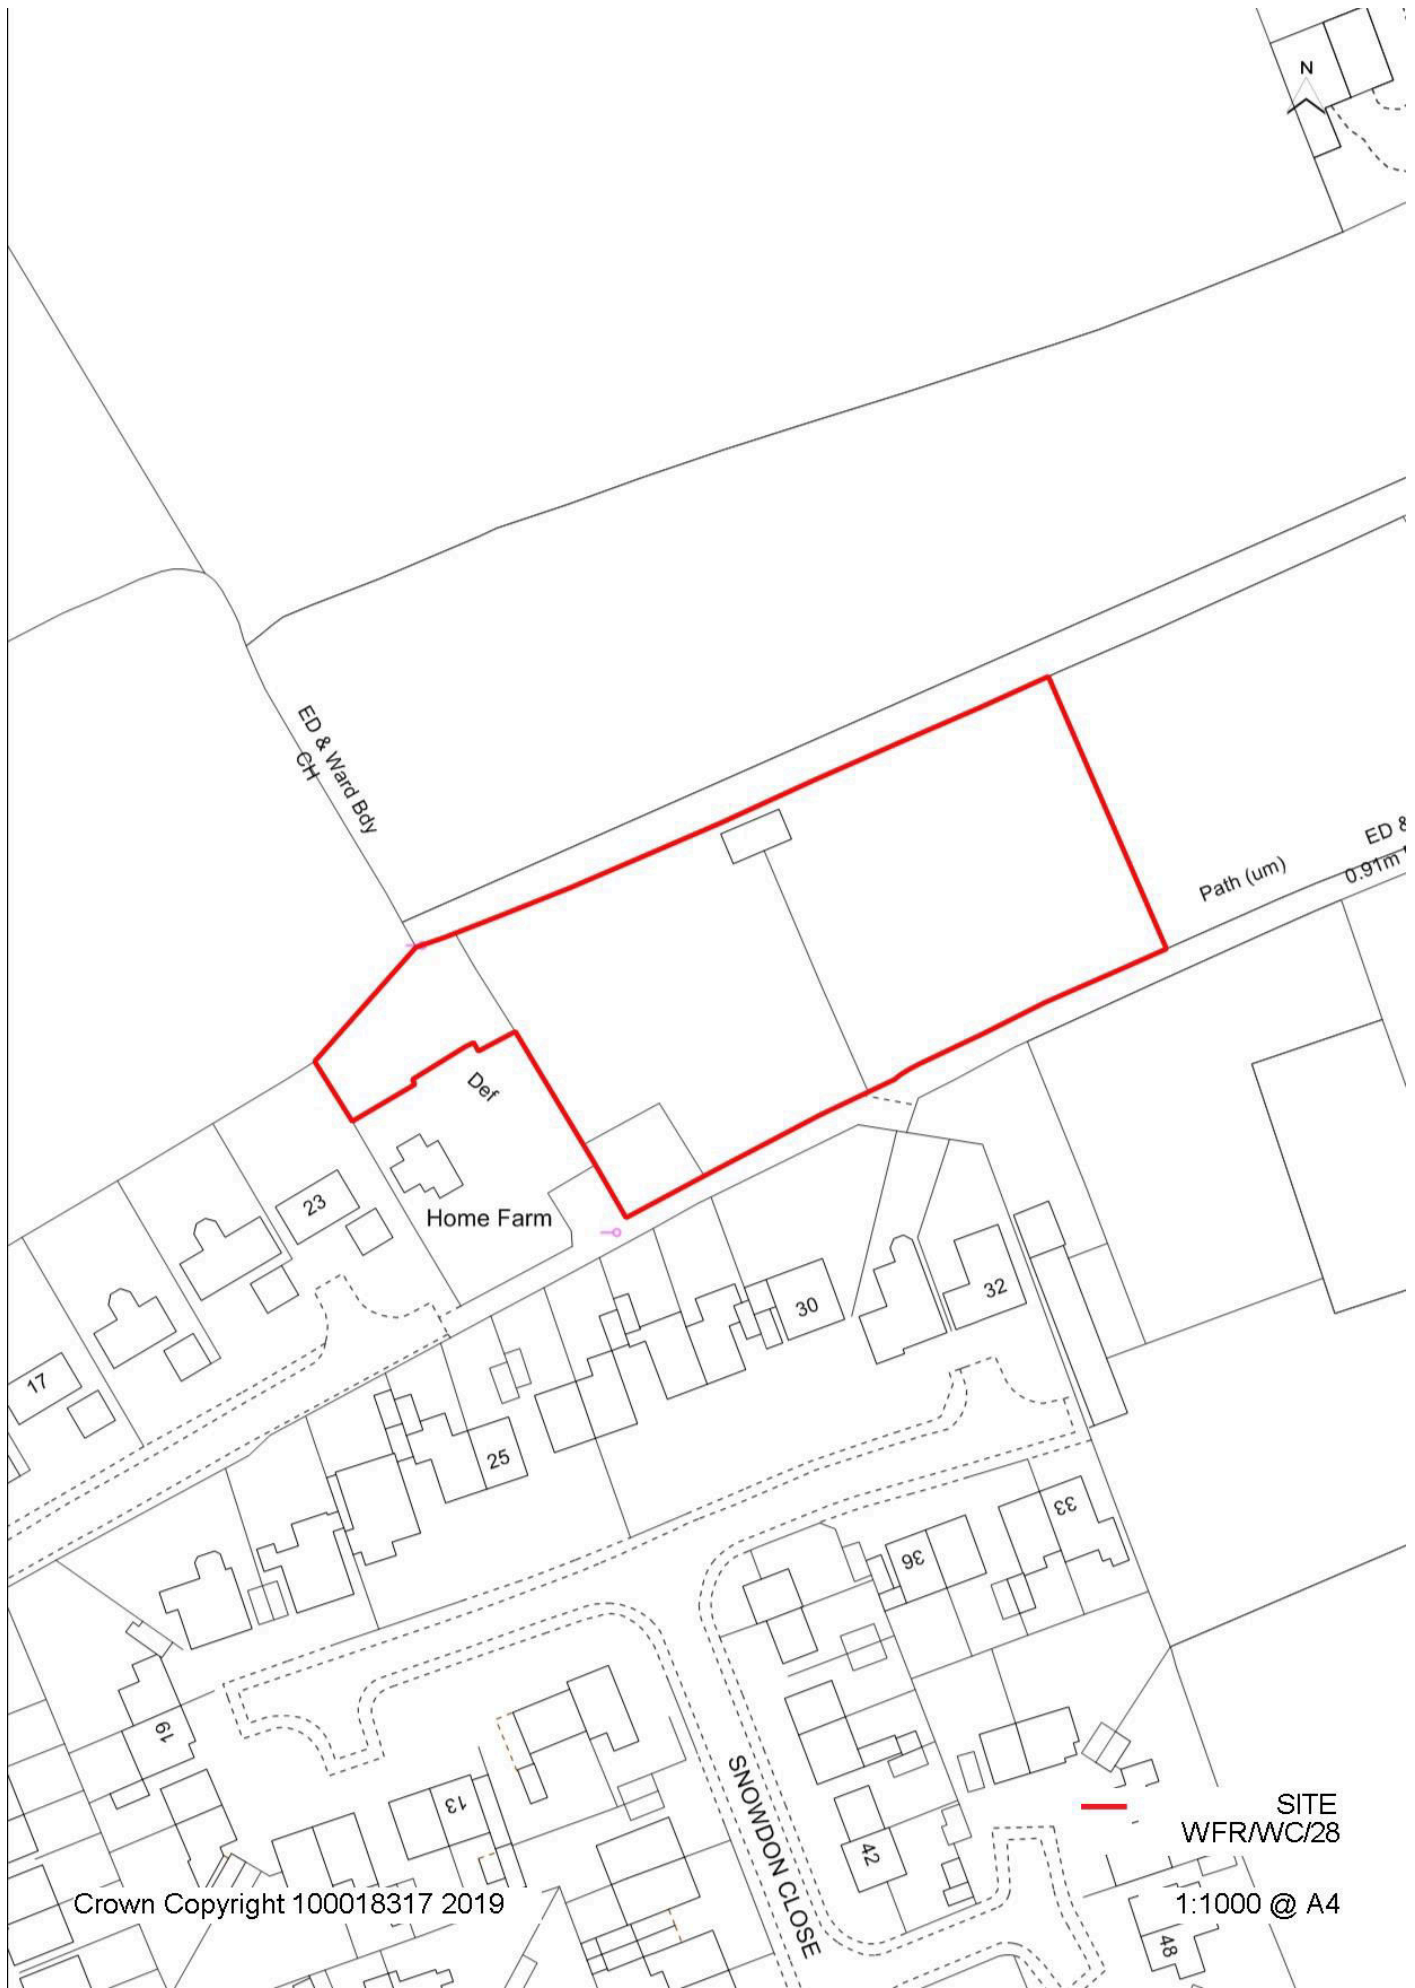 N
ED & Ward Bdy
CH
ED &
Path (um)
0.91m
Def
23
Home Farm
17
30
32
25
33
36
19
13
SNOWDON CLOSE
42
48
SITE
WFR/WC/28
Crown Copyright 100018317 2019
1:1000 @ A4